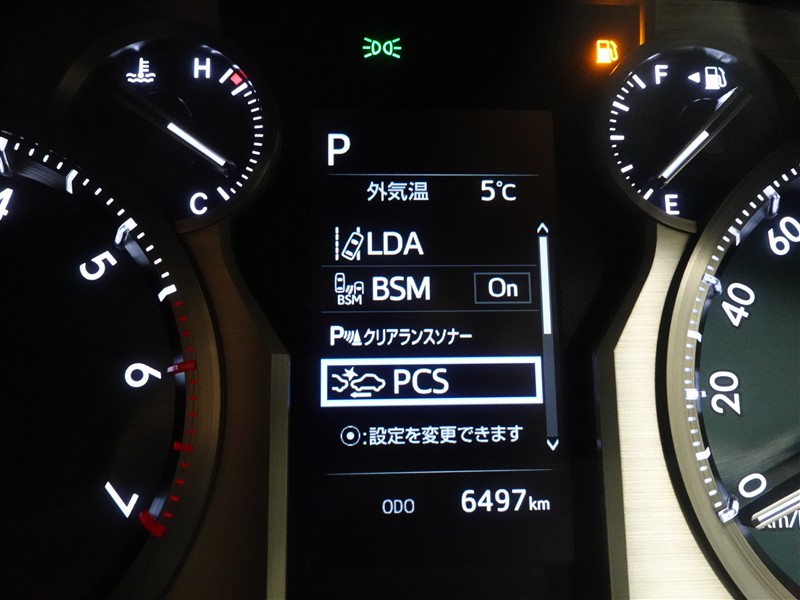 H
C
F
E
P
外気温 5℃
LDA
BSM BSM On
P クリアランスソナー
PCS
:設定を変更できます
ODO 6497km
4
5
6
7
60
40
20
0
km/h